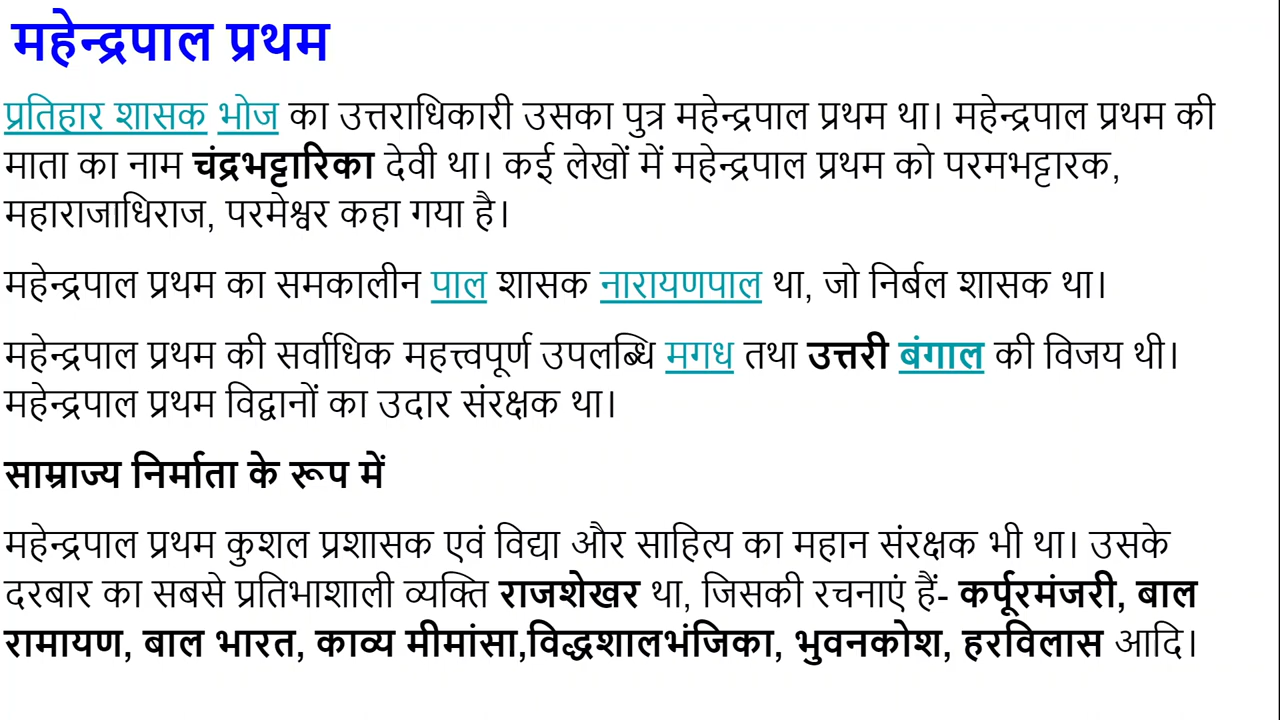 महेन्द्रपाल प्रथम
प्रतिहार शासक भोज का उत्तराधिकारी उसका पुत्र महेन्द्रपाल प्रथम था। महेन्द्रपाल प्रथम की
माता का नाम चंद्रभट्टारिका देवी था। कई लेखों में महेन्द्रपाल प्रथम को परमभट्टारक,
महाराजाधिराज, परमेश्वर कहा गया है।
महेन्द्रपाल प्रथम का समकालीन पाल शासक नारायणपाल था, जो निर्बल शासक था।
महेन्द्रपाल प्रथम की सर्वाधिक महत्त्वपूर्ण उपलब्धि मगध तथा उत्तरी बंगाल की विजय थी।
महेन्द्रपाल प्रथम विद्वानों का उदार संरक्षक था।
साम्राज्य निर्माता के रूप में
महेन्द्रपाल प्रथम कुशल प्रशासक एवं विद्या और साहित्य का महान संरक्षक भी था। उसके
दरबार का सबसे प्रतिभाशाली व्यक्ति राजशेखर था, जिसकी रचनाएं हैं- कर्पूरमंजरी, बाल
रामायण, बाल भारत, काव्य मीमांसा,विद्धशालभंजिका, भुवनकोश, हरविलास आदि।